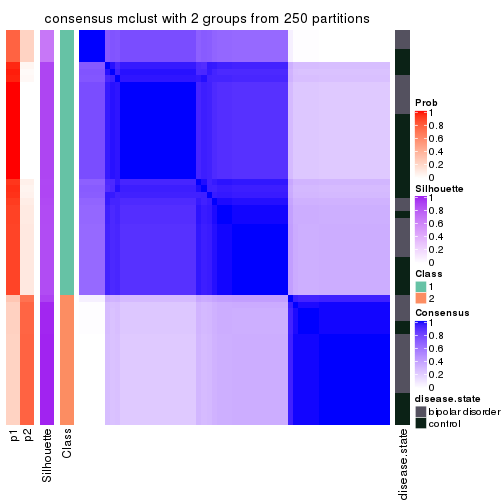 consensus mclust with 2 groups from 250 partitions
Prob
1
0.8
0.6
0.4
0.2
0
Silhouette
1
0.8
0.6
0.4
0.2
0
Class
1
2
Consensus
1
0.8
0.6
0.4
0.2
0
disease.state
bipolar disorder
control
p1
p2
Silhouette
Class
disease.state